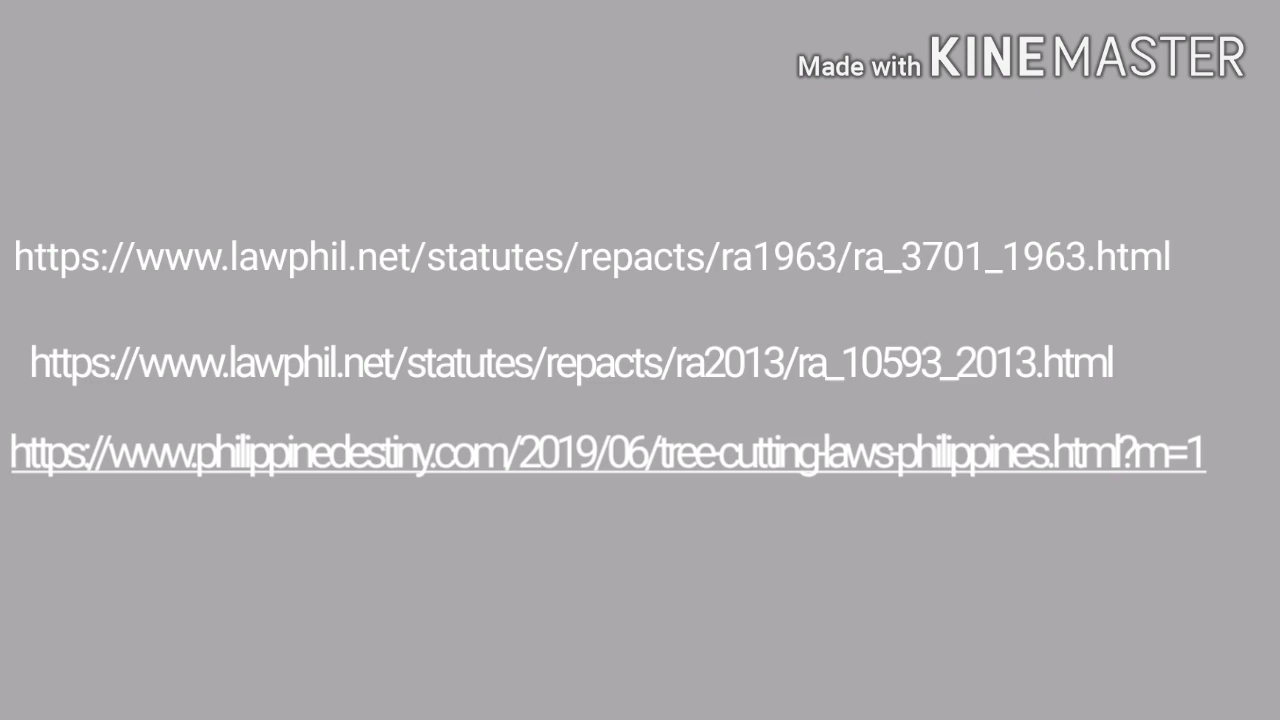 Made with KINEMASTER
https://www.lawphil.net/statutes/repacts/ra1963/ra_3701_1963.html
https://www.lawphil.net/statutes/repacts/ra2013/ra_10593_2013.html
https://www.philippinedestiny.com/2019/06/tree-cutting-laws-philippines.html?m=1